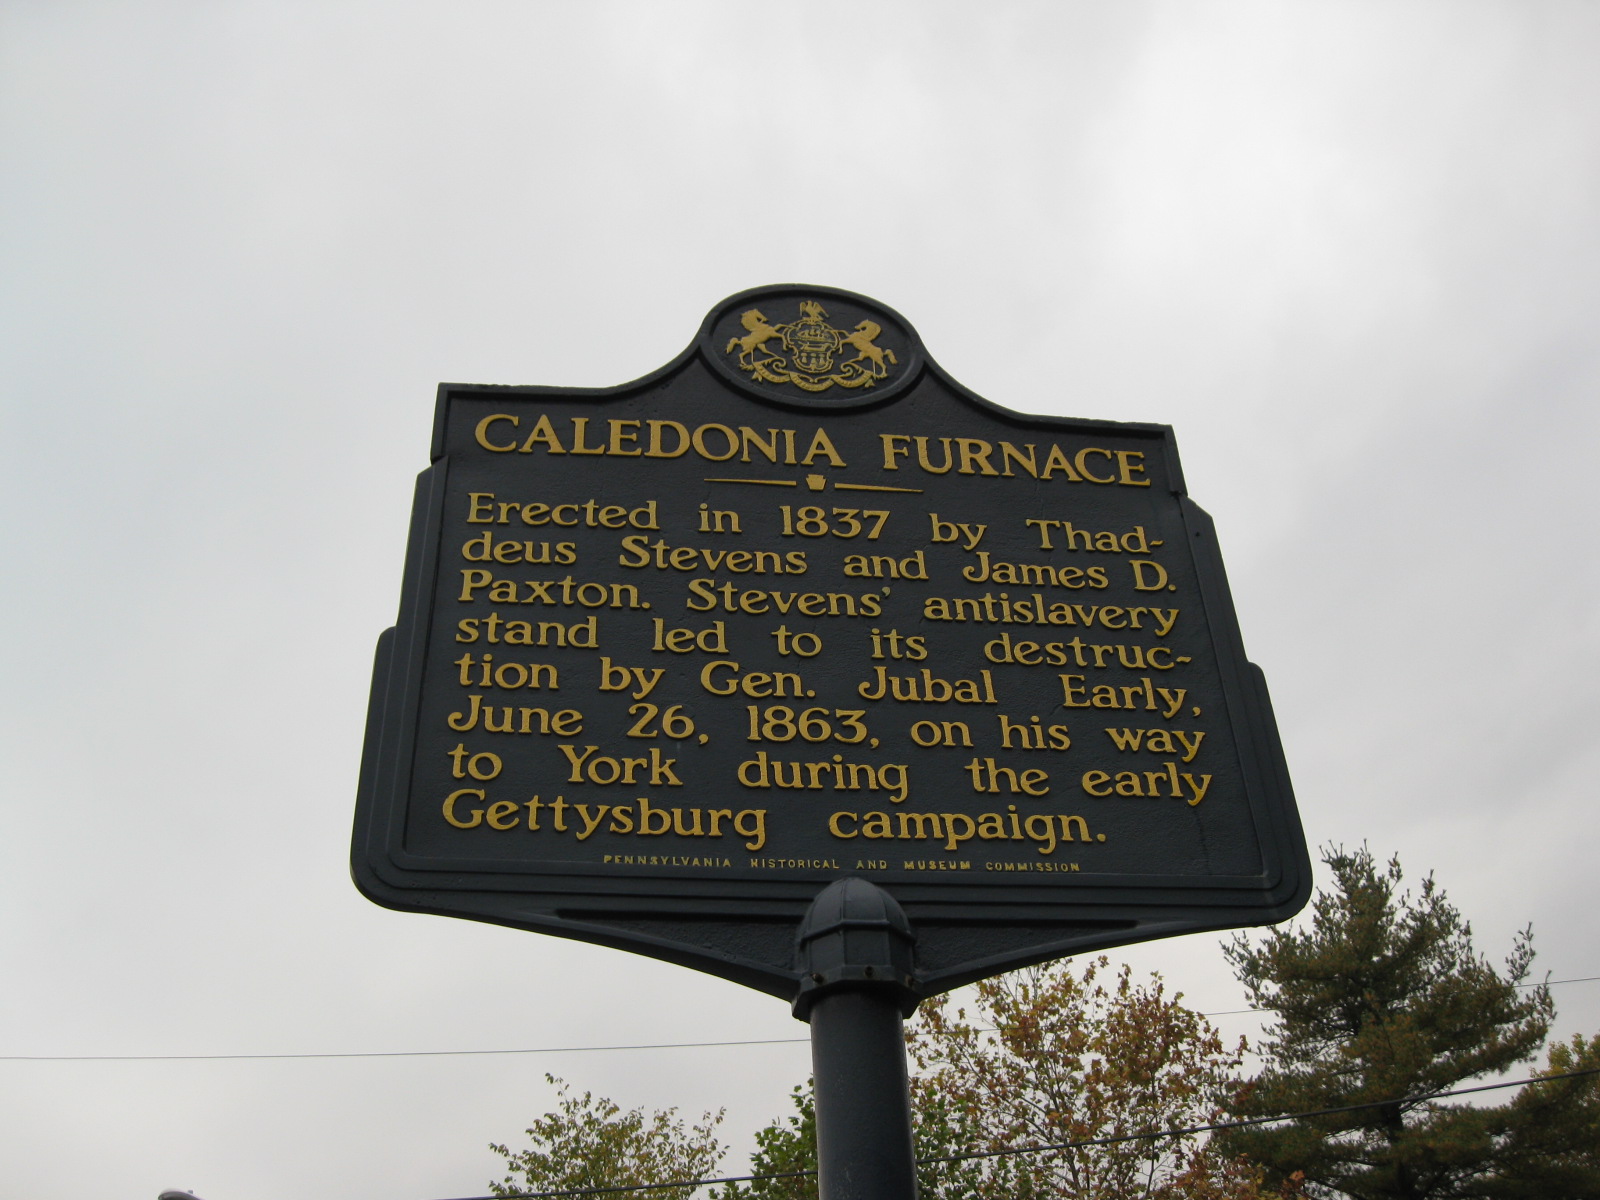 CALEDONIA FURNACE
Erected in 1837 by Thad-
deus Stevens and James D.
Paxton. Stevens' antislavery
stand led to its destruc-
tion by Gen. Jubal Early,
June 26, 1863, on his way
to York during the early
Gettysburg campaign.
PENNSYLVANIA HISTORICAL AND MUSEUM COMMISSION